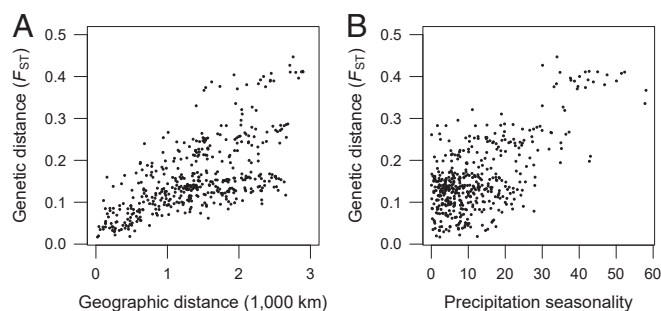 A
Genetic distance (FST)
0.5
0.4
0.3
0.2
0.1
0.0
0 1 2 3
Geographic distance (1,000 km)
B
Genetic distance (FST)
0.5
0.4
0.3
0.2
0.1
0.0
0 10 20 30 40 50 60
Precipitation seasonality